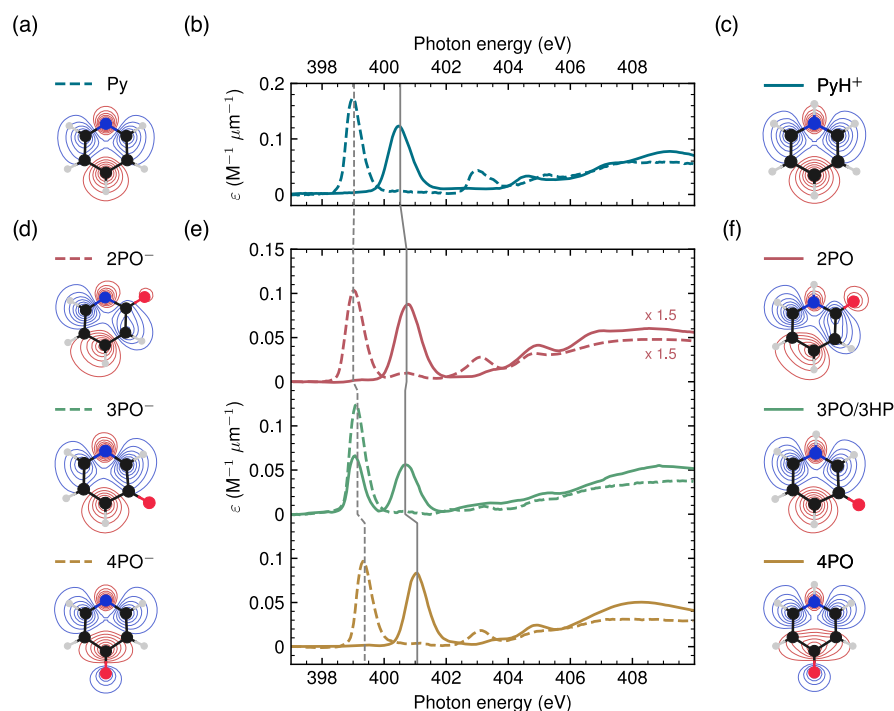 (a)
(b)
(c)
Photon energy (eV)
398 400 402 404 406 408
Py
PyH⁺
0.2
0.1
0
ε (M⁻¹ μm⁻¹)
(d)
(e)
(f)
2PO⁻
2PO
0.15
0.1
0.05
0
x 1.5
x 1.5
3PO⁻
3PO/3HP
0.1
0.05
0
ε (M⁻¹ μm⁻¹)
4PO⁻
4PO
0.1
0.05
0
398 400 402 404 406 408
Photon energy (eV)